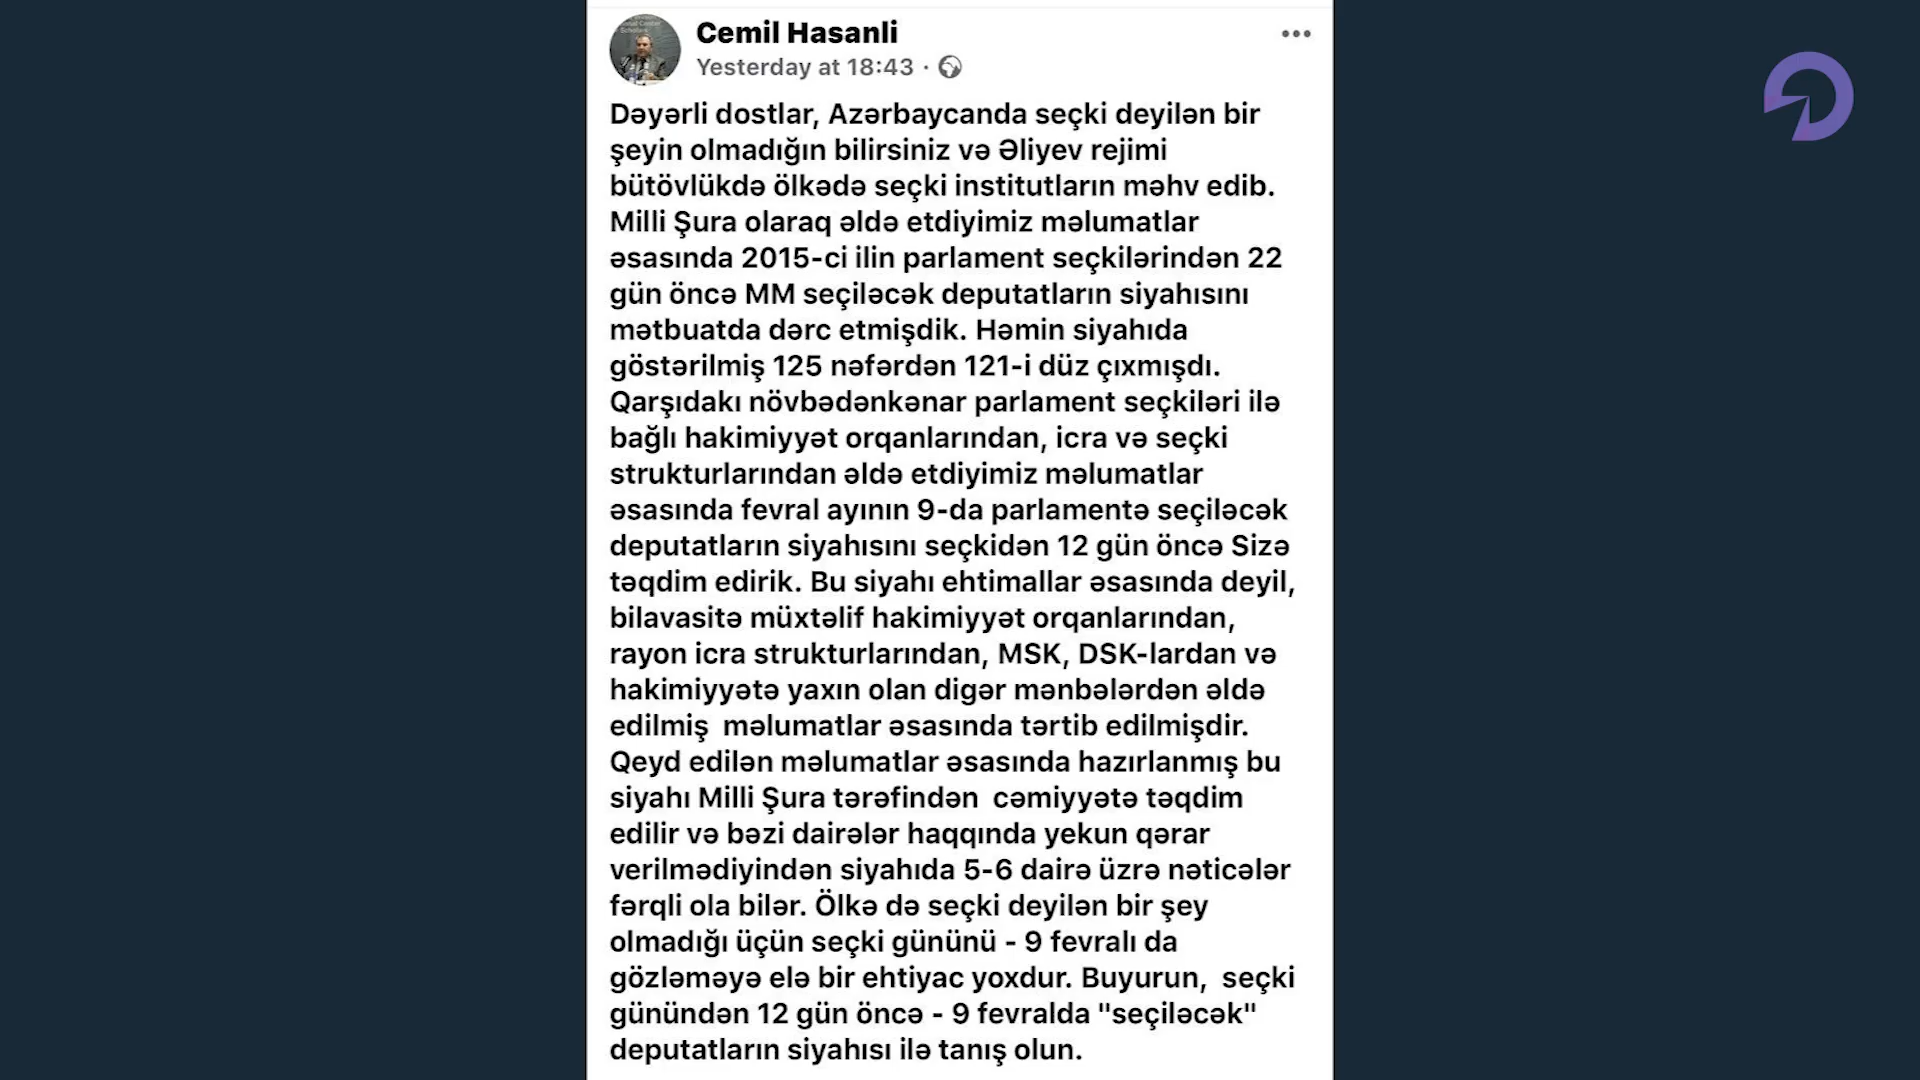 Cemil Hasanli
Yesterday at 18:43 ·
Dəyərli dostlar, Azərbaycanda seçki deyilən bir
şeyin olmadığın bilirsiniz və Əliyev rejimi
bütövlükdə ölkədə seçki institutların məhv edib.
Milli Şura olaraq əldə etdiyimiz məlumatlar
əsasında 2015-ci ilin parlament seçkilərindən 22
gün öncə MM seçiləcək deputatların siyahısını
mətbuatda dərc etmişdik. Həmin siyahıda
göstərilmiş 125 nəfərdən 121-i düz çıxmışdı.
Qarşıdakı növbədənkənar parlament seçkiləri ilə
bağlı hakimiyyət orqanlarından, icra və seçki
strukturlarından əldə etdiyimiz məlumatlar
əsasında fevral ayının 9-da parlamentə seçiləcək
deputatların siyahısını seçkidən 12 gün öncə Sizə
təqdim edirik. Bu siyahı ehtimallar əsasında deyil,
bilavasitə müxtəlif hakimiyyət orqanlarından,
rayon icra strukturlarından, MSK, DSK-lardan və
hakimiyyətə yaxın olan digər mənbələrdən əldə
edilmiş  məlumatlar əsasında tərtib edilmişdir.
Qeyd edilən məlumatlar əsasında hazırlanmış bu
siyahı Milli Şura tərəfindən  cəmiyyətə təqdim
edilir və bəzi dairələr haqqında yekun qərar
verilmədiyindən siyahıda 5-6 dairə üzrə nəticələr
fərqli ola bilər. Ölkə də seçki deyilən bir şey
olmadığı üçün seçki gününü - 9 fevralı da
gözləməyə elə bir ehtiyac yoxdur. Buyurun,  seçki
günündən 12 gün öncə - 9 fevralda "seçiləcək"
deputatların siyahısı ilə tanış olun.